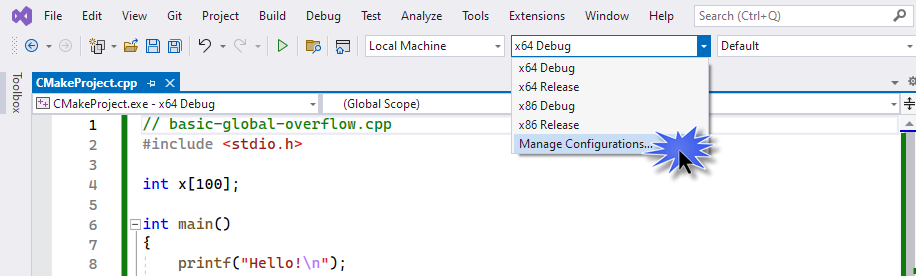 File Edit View Git Project Build Debug Test Analyze Tools Extensions Window Help Search (Ctrl+Q)
Local Machine x64 Debug Default
Toolbox
x64 Debug
x64 Release
x86 Debug
x86 Release
Manage Configurations...
CMakeProject.cpp
CMakeProject.exe - x64 Debug (Global Scope)
1 // basic-global-overflow.cpp
2 #include <stdio.h>
3
4 int x[100];
5
6 int main()
7 {
8 printf("Hello!\n");